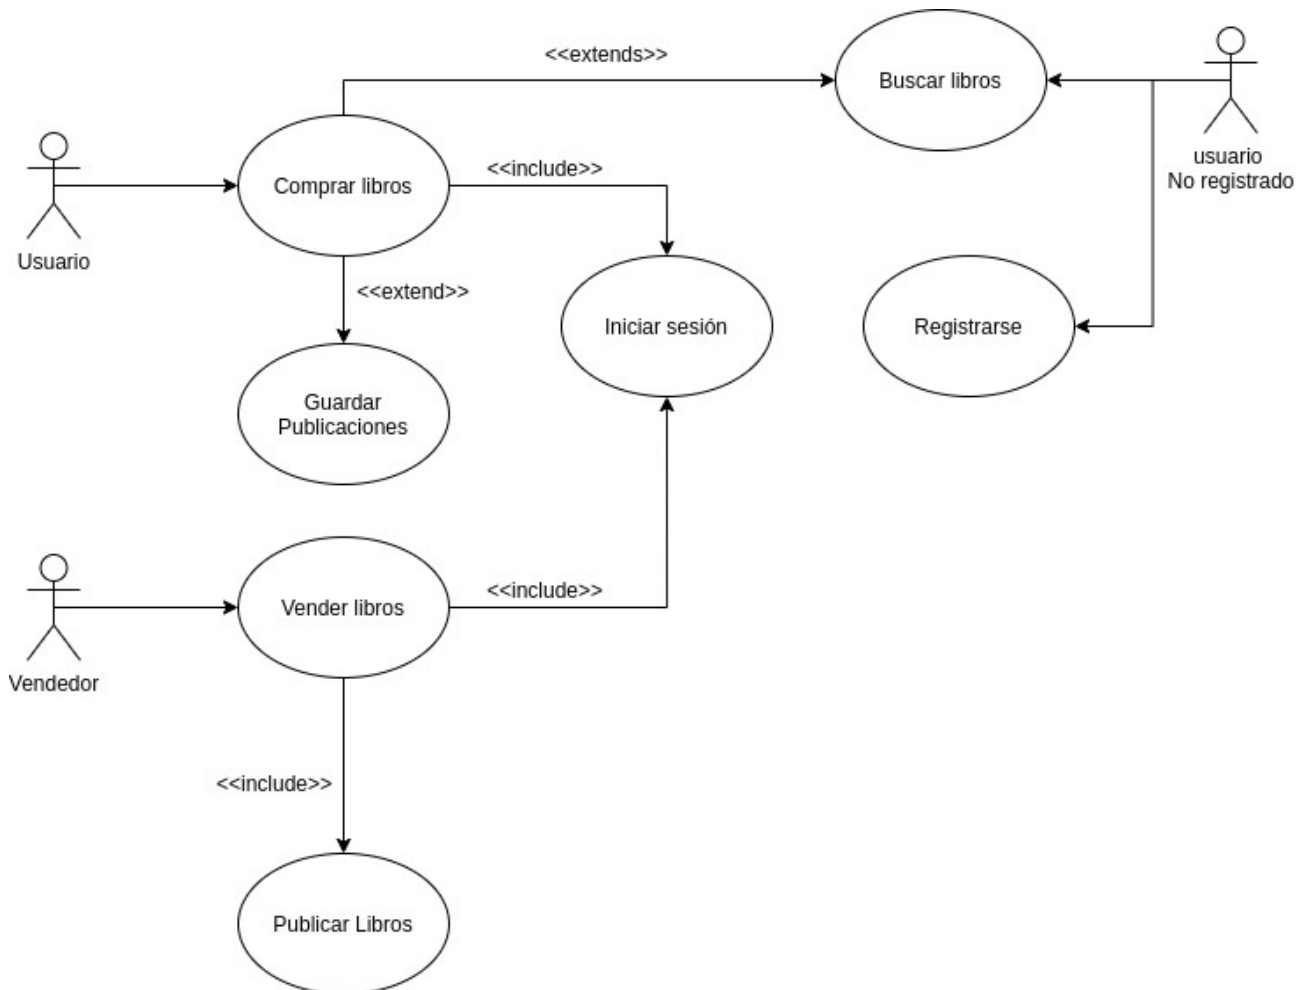 <<extends>>
Buscar libros
usuario
No registrado
Comprar libros
<<include>>
Usuario
<<extend>>
Iniciar sesión
Registrarse
Guardar
Publicaciones
Vender libros
<<include>>
Vendedor
<<include>>
Publicar Libros